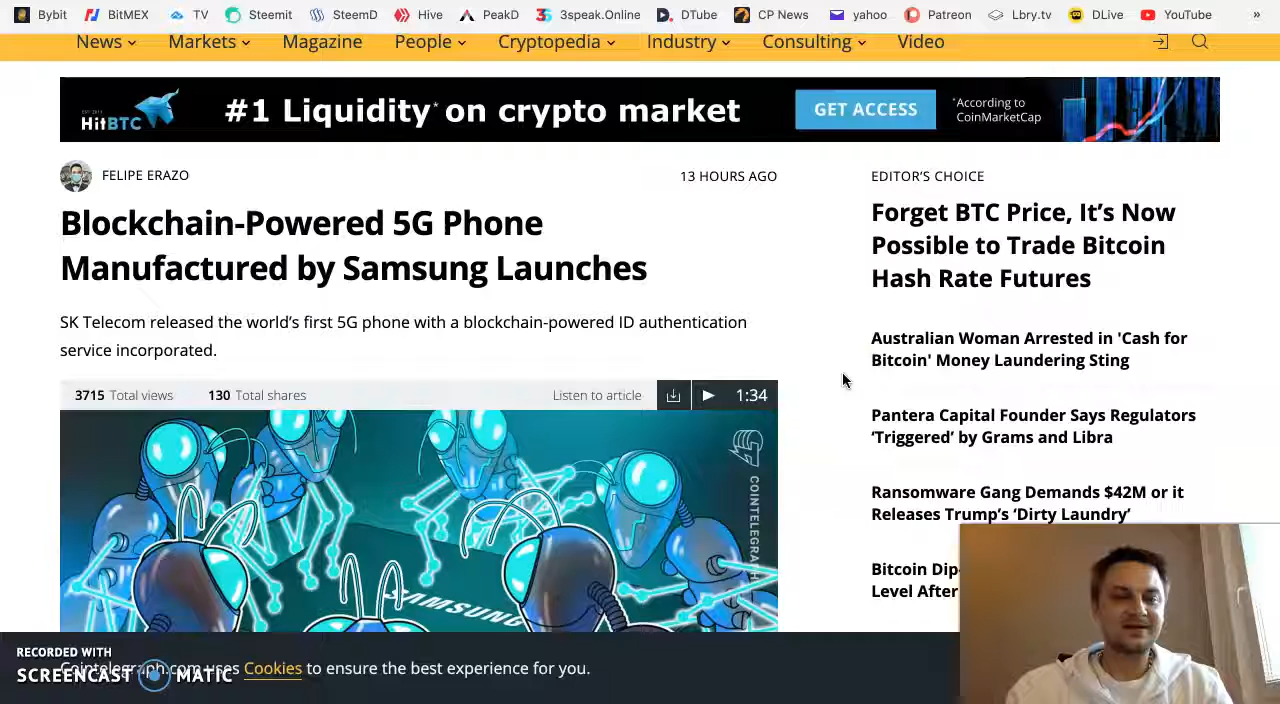 Bybit BitMEX TV Steemit SteemD Hive PeakD 3speak.Online DTube CP News yahoo Patreon Lbry.tv DLive YouTube »
News Markets Magazine People Cryptopedia Industry Consulting Video
HitBTC
#1 Liquidity* on crypto market
GET ACCESS
*According to
CoinMarketCap
FELIPE ERAZO
13 HOURS AGO
Blockchain-Powered 5G Phone
Manufactured by Samsung Launches
SK Telecom released the world’s first 5G phone with a blockchain-powered ID authentication
service incorporated.
3715 Total views 130 Total shares Listen to article 1:34
COINTELEGRAPH
SAMSUNG
EDITOR’S CHOICE
Forget BTC Price, It’s Now
Possible to Trade Bitcoin
Hash Rate Futures
Australian Woman Arrested in 'Cash for
Bitcoin' Money Laundering Sting
Pantera Capital Founder Says Regulators
‘Triggered’ by Grams and Libra
Ransomware Gang Demands $42M or it
Releases Trump’s ‘Dirty Laundry’
Bitcoin
Level After
RECORDED WITH
SCREENCAST MATIC
Cointelegraph.com uses Cookies to ensure the best experience for you.